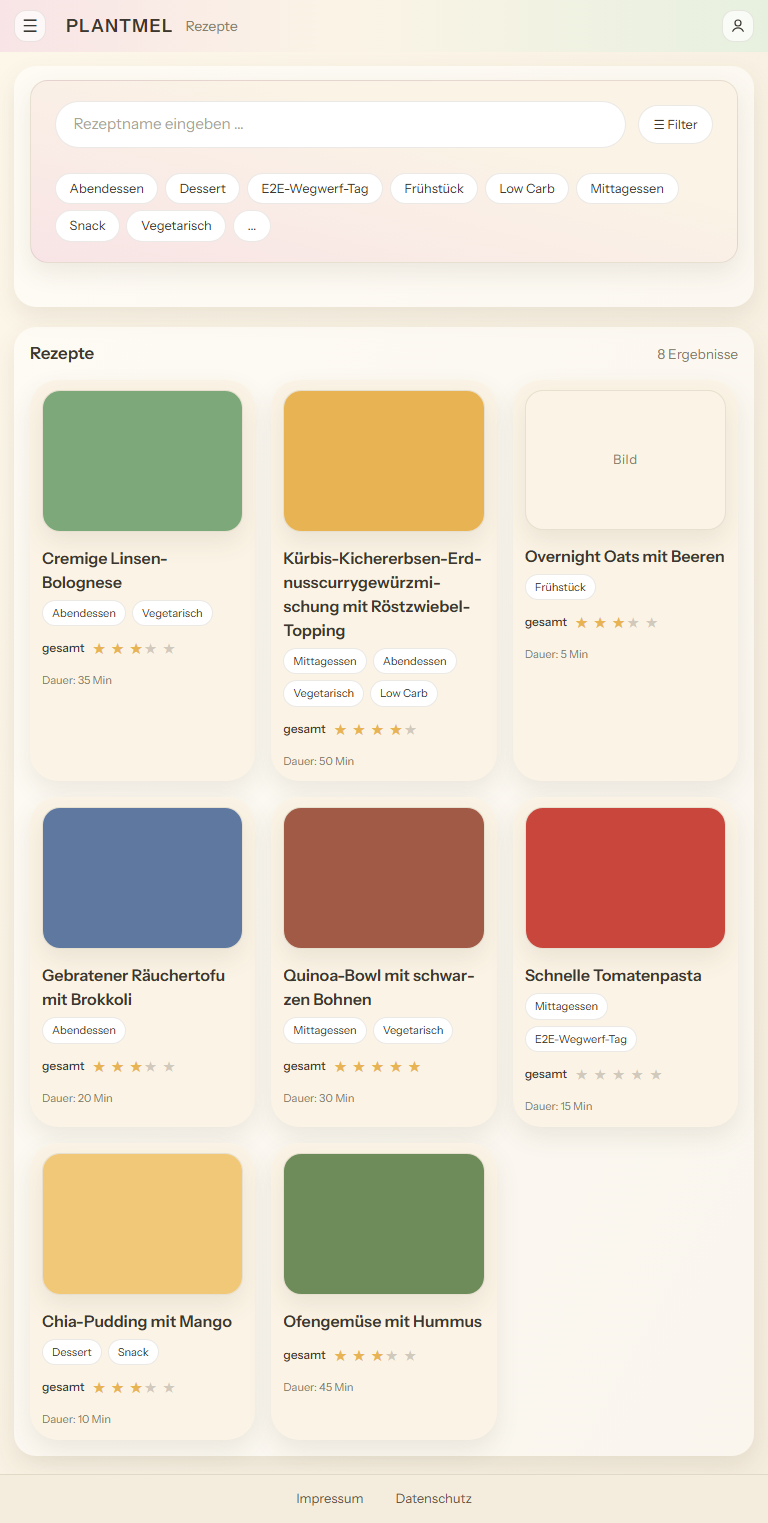 ☰ PLANTMEL Rezepte
Rezeptname eingeben ...
☰ Filter
Abendessen Dessert E2E-Wegwerf-Tag Frühstück Low Carb Mittagessen
Snack Vegetarisch ...
Rezepte 8 Ergebnisse
Cremige Linsen-
Bolognese
Abendessen Vegetarisch
gesamt ★ ★ ★ ★ ★
Dauer: 35 Min
Kürbis-Kichererbsen-Erd-
nusscurrygewürzmi-
schung mit Röstzwiebel-
Topping
Mittagessen Abendessen
Vegetarisch Low Carb
gesamt ★ ★ ★ ★ ★
Dauer: 50 Min
Bild
Overnight Oats mit Beeren
Frühstück
gesamt ★ ★ ★ ★ ★
Dauer: 5 Min
Gebratener Räuchertofu
mit Brokkoli
Abendessen
gesamt ★ ★ ★ ★ ★
Dauer: 20 Min
Quinoa-Bowl mit schwar-
zen Bohnen
Mittagessen Vegetarisch
gesamt ★ ★ ★ ★ ★
Dauer: 30 Min
Schnelle Tomatenpasta
Mittagessen
E2E-Wegwerf-Tag
gesamt ★ ★ ★ ★ ★
Dauer: 15 Min
Chia-Pudding mit Mango
Dessert Snack
gesamt ★ ★ ★ ★ ★
Dauer: 10 Min
Ofengemüse mit Hummus
gesamt ★ ★ ★ ★ ★
Dauer: 45 Min
Impressum Datenschutz